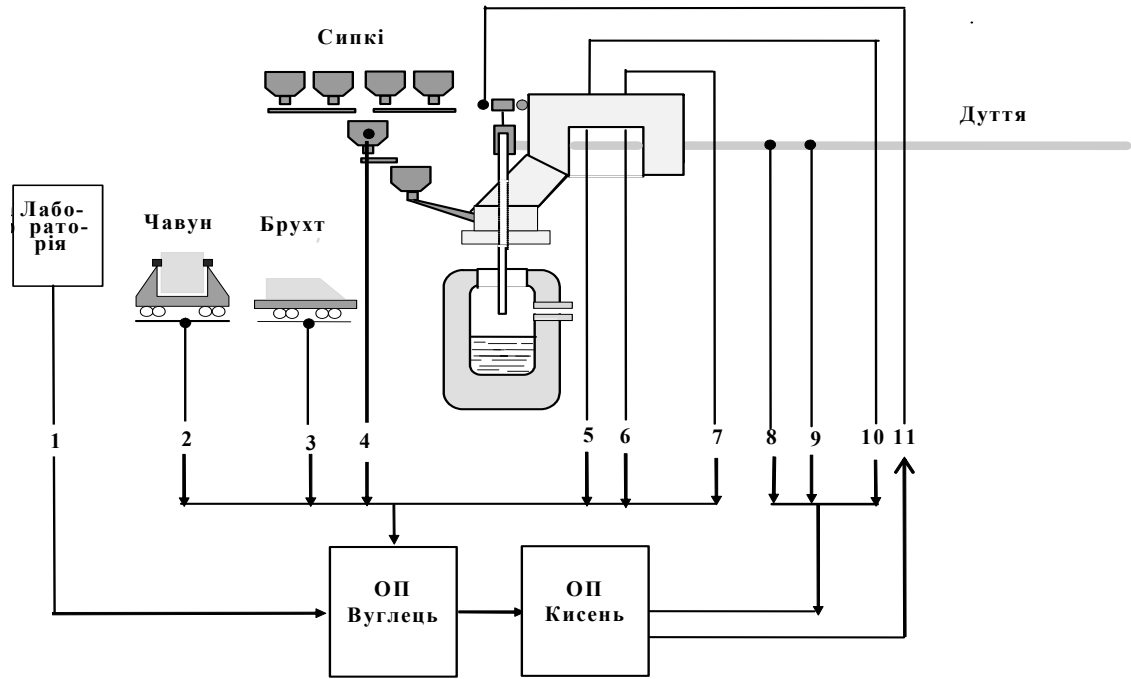 Сипкі
Дуття
Лабо-
рато-
рія
Чавун
Брухт
1
2
3
4
5
6
7
8
9
10
11
ОП
Вуглець
ОП
Кисень